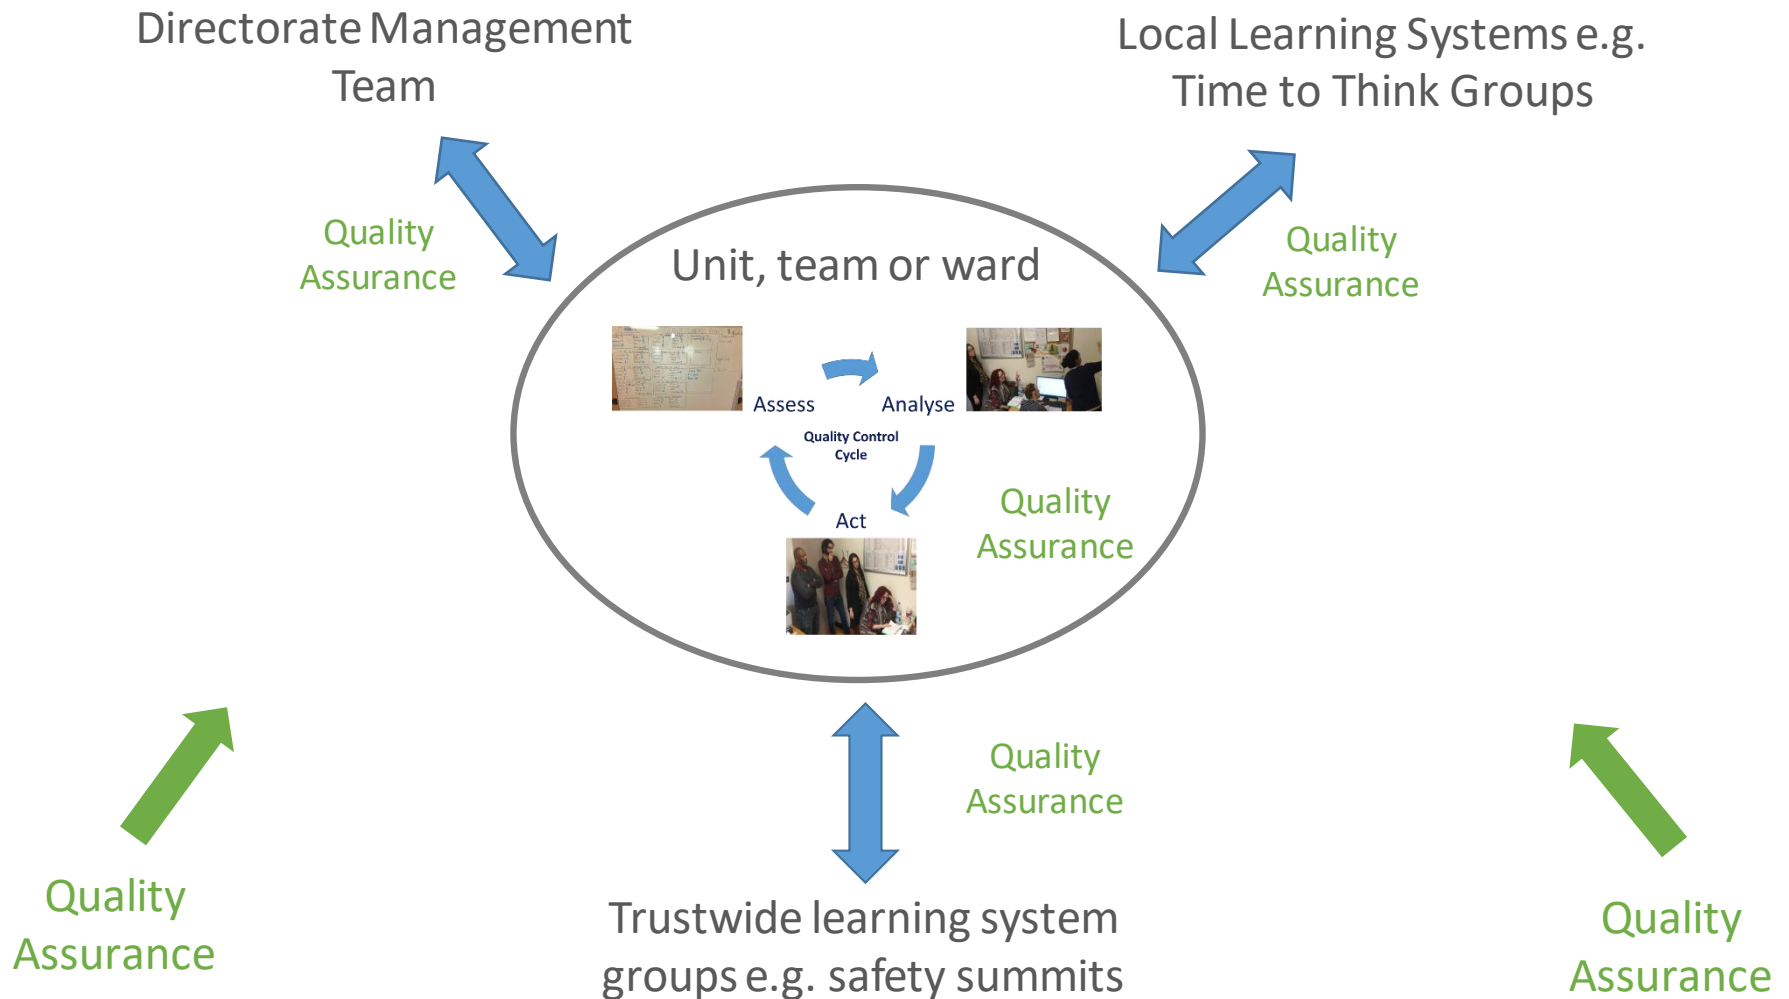 Directorate Management
Team
Local Learning Systems e.g.
Time to Think Groups
Quality
Assurance
Quality
Assurance
Unit, team or ward
Assess
Analyse
Quality Control
Cycle
Act
Quality
Assurance
Quality
Assurance
Quality
Assurance
Trustwide learning system
groups e.g. safety summits
Quality
Assurance